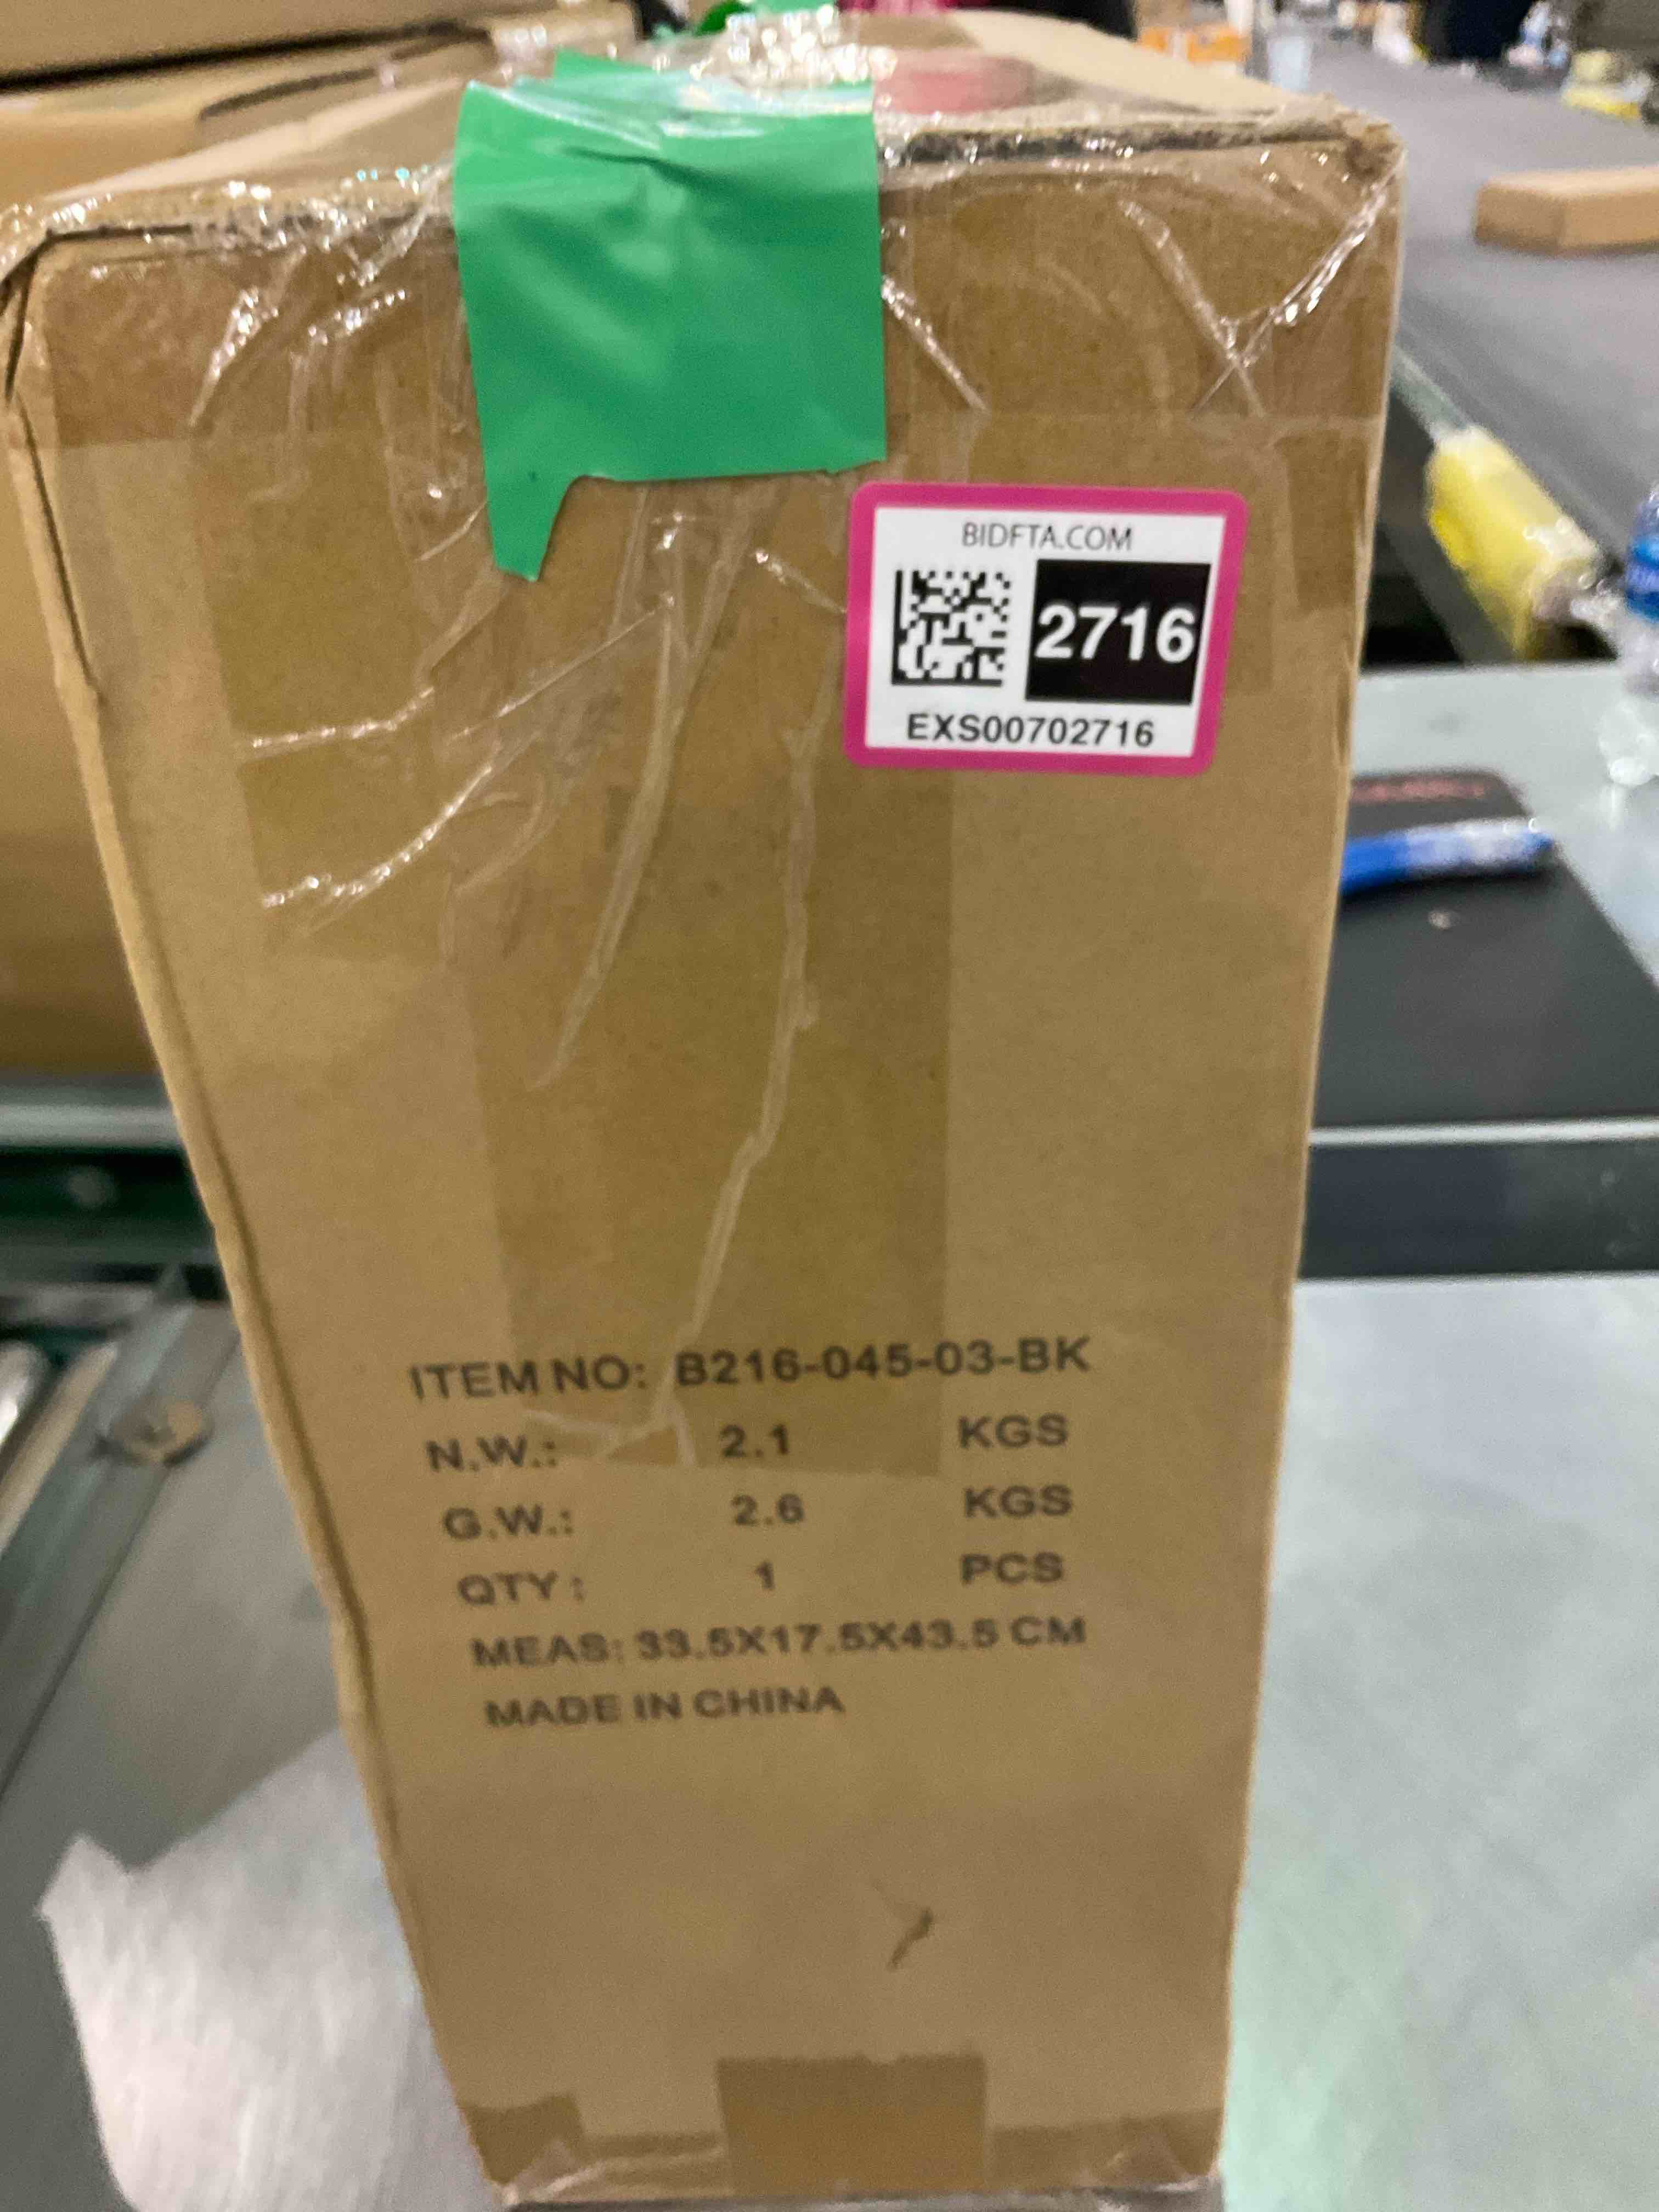 BIDFTA.COM
2716
EXS00702716
ITEM NO: B216-045-03-BK
N.W.: 2.1 KGS
G.W.: 2.6 KGS
QTY: 1 PCS
MEAS: 33.5X17.5X43.5 CM
MADE IN CHINA